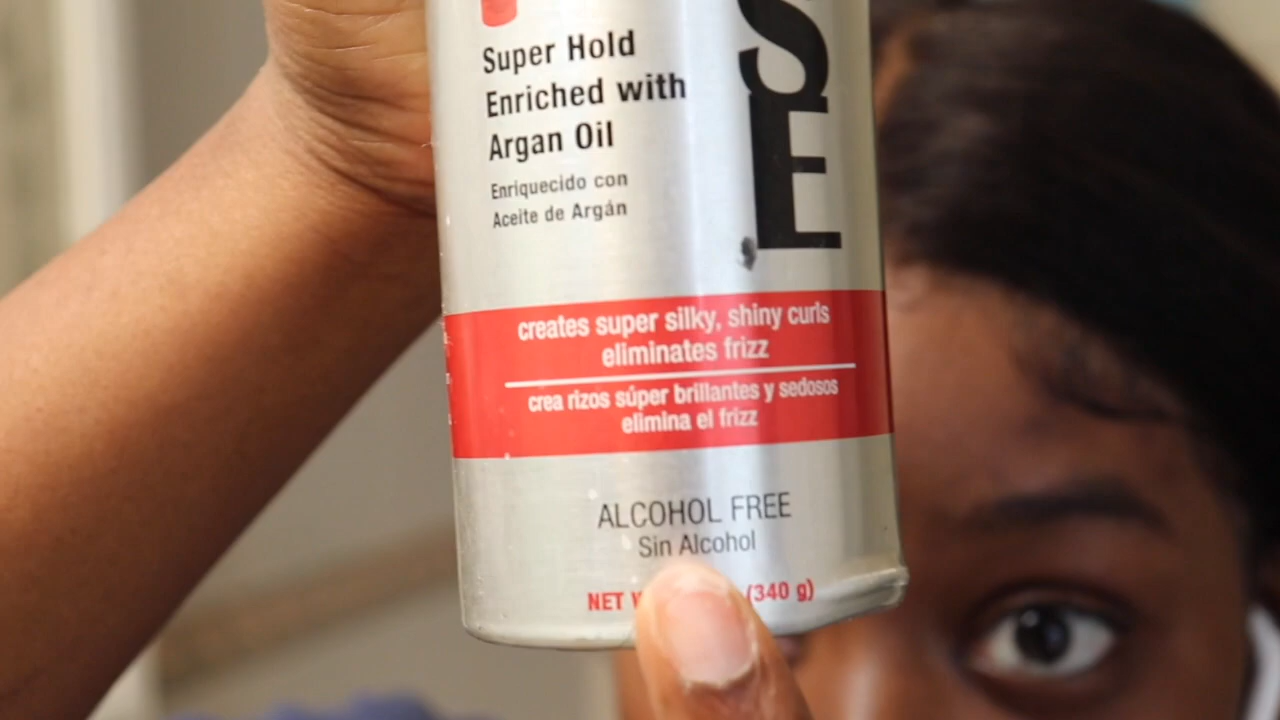 Super Hold
Enriched with
Argan Oil
Enriquecido con
Aceite de Argán
S
E
creates super silky, shiny curls
eliminates frizz
crea rizos súper brillantes y sedosos
elimina el frizz
ALCOHOL FREE
Sin Alcohol
NET (340 g)